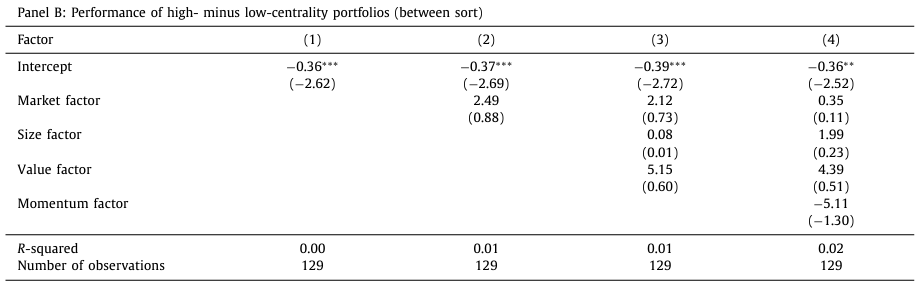 Panel B: Performance of high- minus low-centrality portfolios (between sort)
Factor (1) (2) (3) (4)
Intercept −0.36*** −0.37*** −0.39*** −0.36**
(−2.62) (−2.69) (−2.72) (−2.52)
Market factor 2.49 2.12 0.35
(0.88) (0.73) (0.11)
Size factor 0.08 1.99
(0.01) (0.23)
Value factor 5.15 4.39
(0.60) (0.51)
Momentum factor −5.11
(−1.30)
R-squared 0.00 0.01 0.01 0.02
Number of observations 129 129 129 129